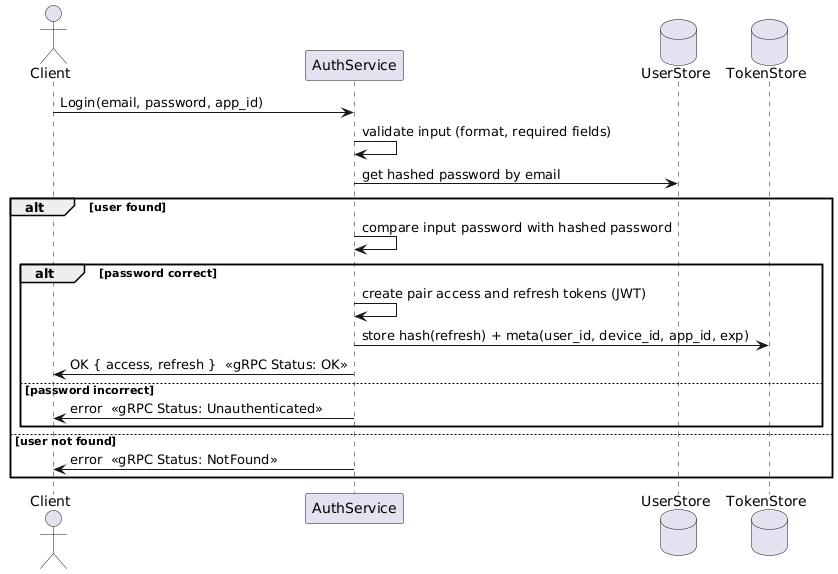 Client
AuthService
UserStore
TokenStore
Login(email, password, app_id)
validate input (format, required fields)
get hashed password by email
alt [user found]
compare input password with hashed password
alt [password correct]
create pair access and refresh tokens (JWT)
store hash(refresh) + meta(user_id, device_id, app_id, exp)
OK { access, refresh } «gRPC Status: OK»
[password incorrect]
error «gRPC Status: Unauthenticated»
[user not found]
error «gRPC Status: NotFound»
Client
AuthService
UserStore
TokenStore